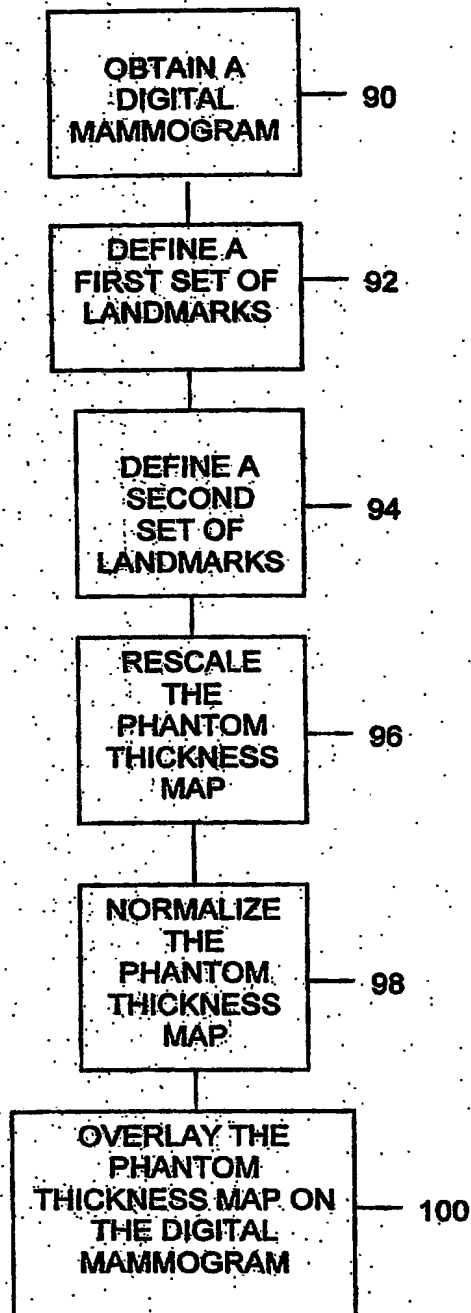 OBTAIN A
DIGITAL
MAMMOGRAM
90
DEFINE A
FIRST SET OF
LANDMARKS
92
DEFINE A
SECOND
SET OF
LANDMARKS
94
RESCALE
THE
PHANTOM
THICKNESS
MAP
96
NORMALIZE
THE
PHANTOM
THICKNESS
MAP
98
OVERLAY THE
PHANTOM
THICKNESS MAP ON
THE DIGITAL
MAMMOGRAM
100